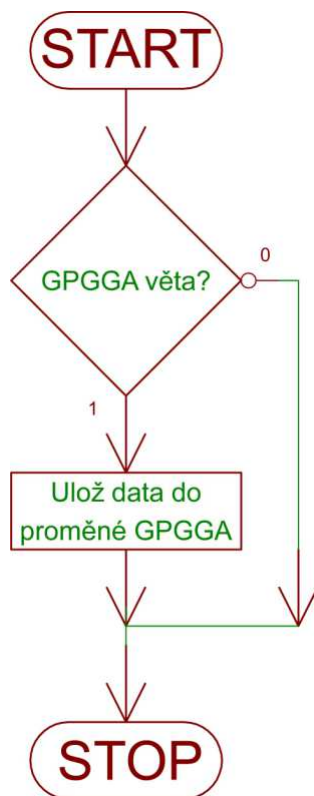 START
GPGGA věta?
0
1
Ulož data do
proměné GPGGA
STOP